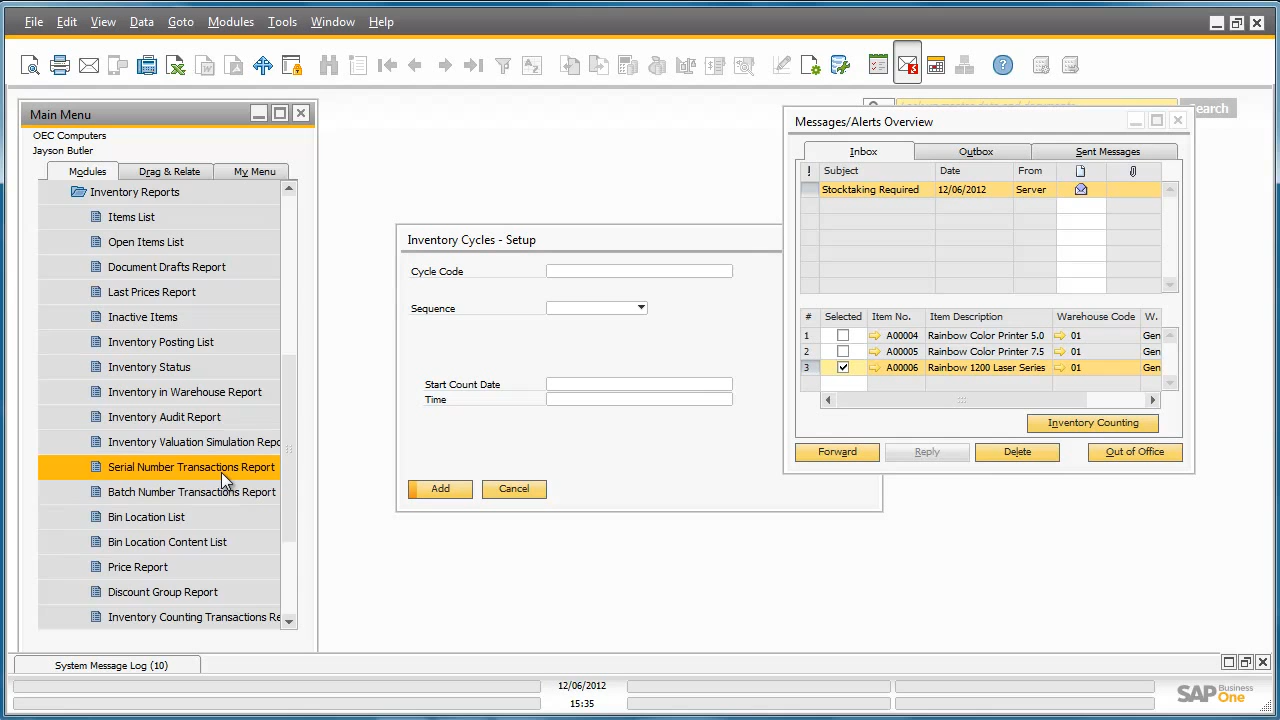 File Edit View Data Goto Modules Tools Window Help
Main Menu
OEC Computers
Jayson Butler
Modules Drag & Relate My Menu
Inventory Reports
Items List
Open Items List
Document Drafts Report
Last Prices Report
Inactive Items
Inventory Posting List
Inventory Status
Inventory in Warehouse Report
Inventory Audit Report
Inventory Valuation Simulation Repo
Serial Number Transactions Report
Batch Number Transactions Report
Bin Location List
Bin Location Content List
Price Report
Discount Group Report
Inventory Counting Transactions Re
Inventory Cycles - Setup
Cycle Code
Sequence
Start Count Date
Time
Add Cancel
earch
Messages/Alerts Overview
Inbox Outbox Sent Messages
! Subject Date From
Stocktaking Required 12/06/2012 Server
# Selected Item No. Item Description Warehouse Code W.
1 A00004 Rainbow Color Printer 5.0 01 Gen
2 A00005 Rainbow Color Printer 7.5 01 Gen
3 A00006 Rainbow 1200 Laser Series 01 Gen
Inventory Counting
Forward Reply Delete Out of Office
System Message Log (10)
12/06/2012
15:35
SAP Business One